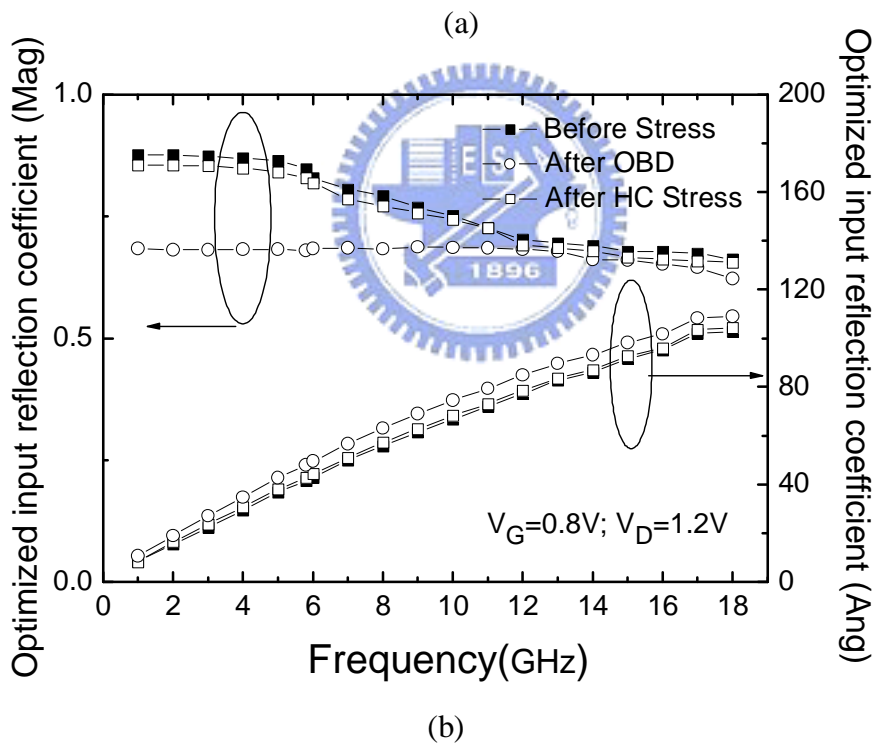 (a)
Optimized input reflection coefficient (Mag)
Optimized input reflection coefficient (Ang)
1.0
0.5
0.0
200
160
120
80
40
0
Before Stress
After OBD
After HC Stress
E S
1896
V_G=0.8V; V_D=1.2V
0 2 4 6 8 10 12 14 16 18
Frequency(GHz)
(b)